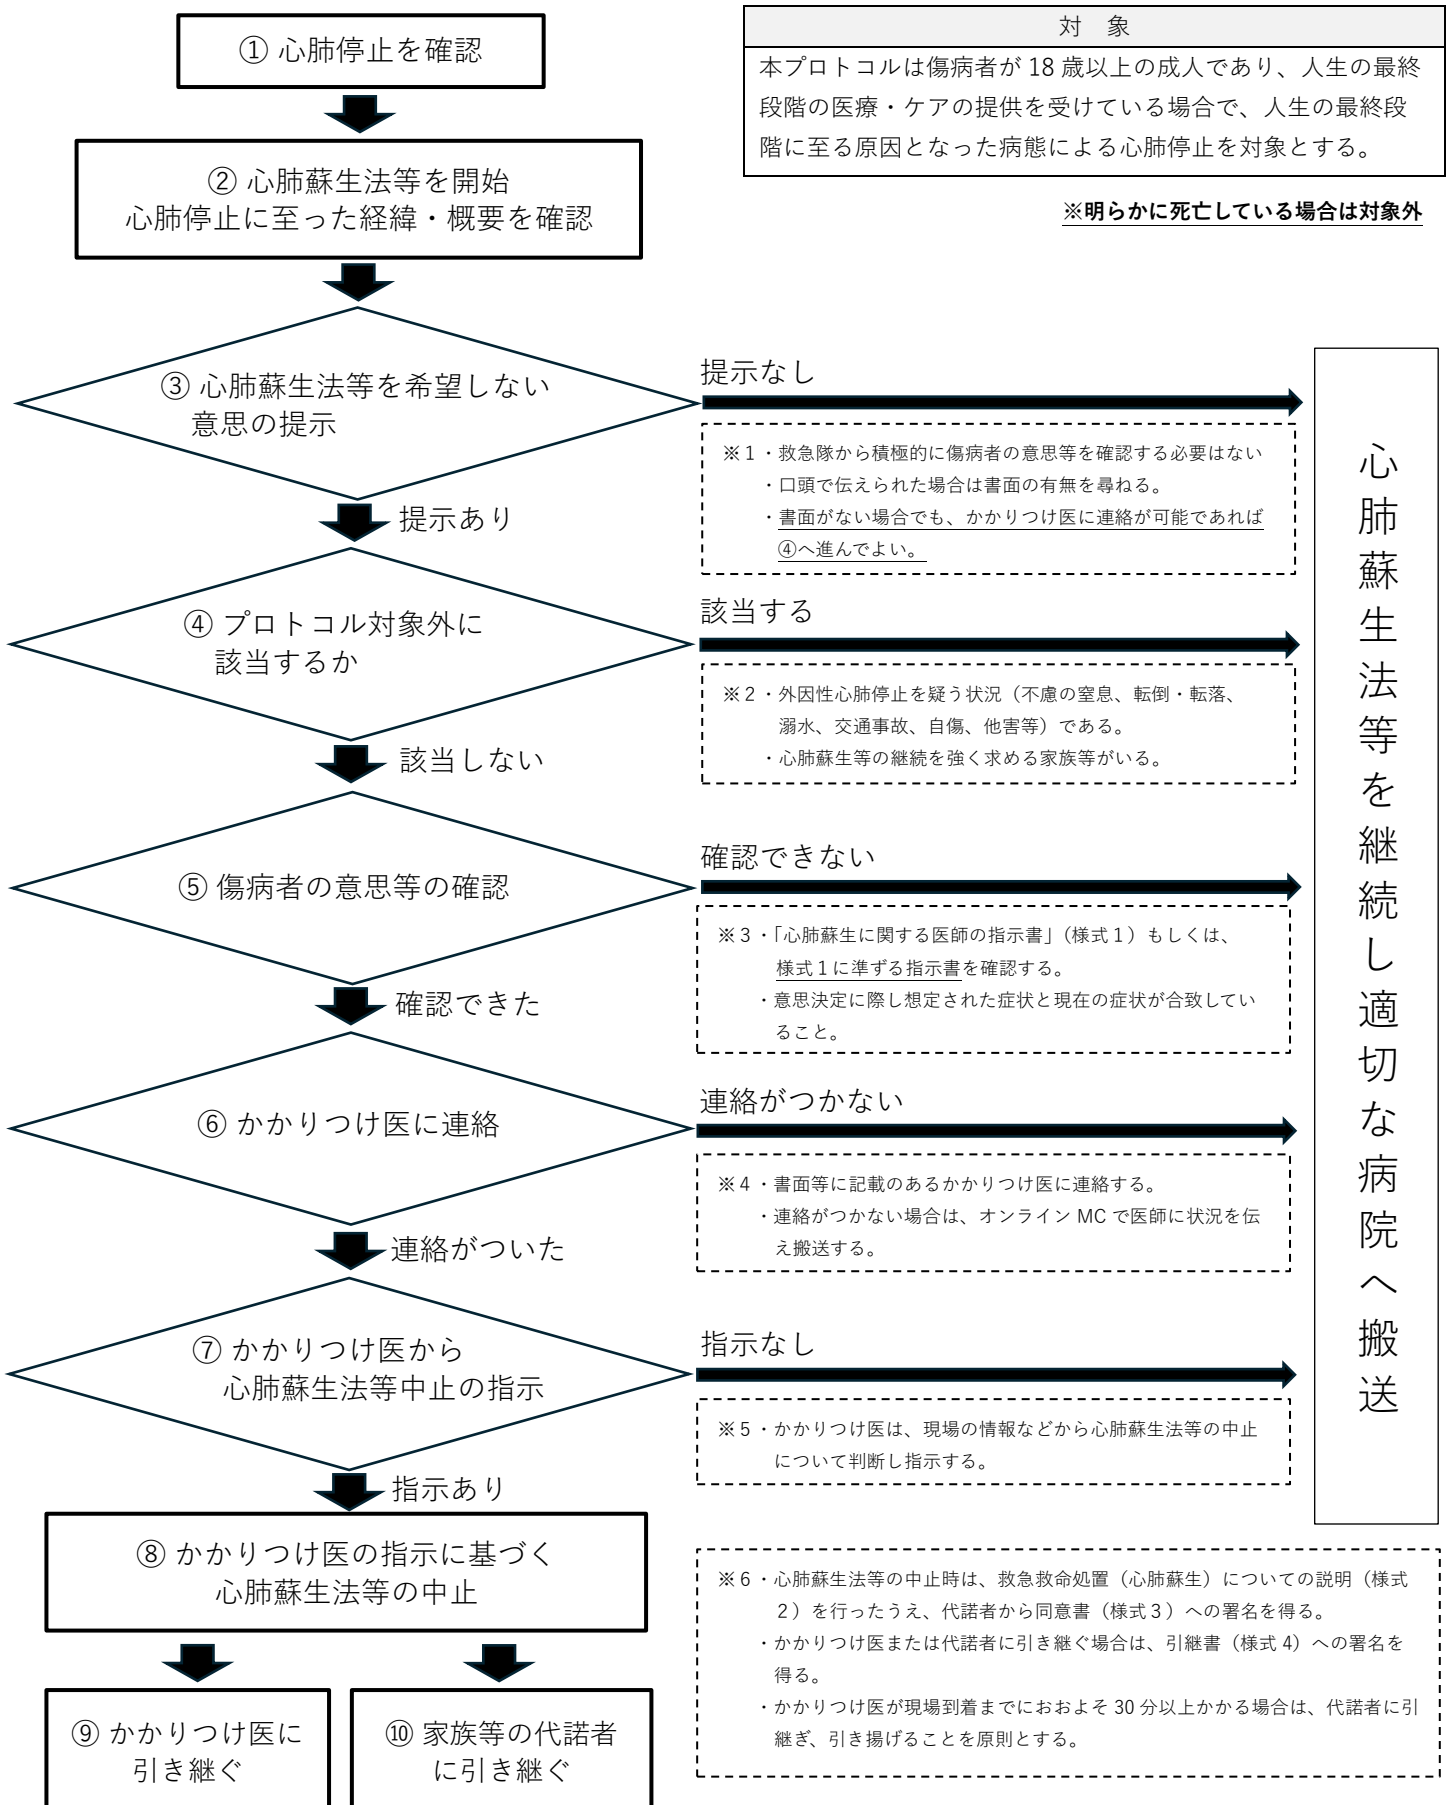 ① 心肺停止を確認
対 象
本プロトコルは傷病者が 18 歳以上の成人であり、人生の最終
段階の医療・ケアの提供を受けている場合で、人生の最終段
階に至る原因となった病態による心肺停止を対象とする。
※明らかに死亡している場合は対象外
② 心肺蘇生法等を開始
心肺停止に至った経緯・概要を確認
③ 心肺蘇生法等を希望しない
意思の提示
提示なし
※１・救急隊から積極的に傷病者の意思等を確認する必要はない
・口頭で伝えられた場合は書面の有無を尋ねる。
・書面がない場合でも、かかりつけ医に連絡が可能であれば
④へ進んでよい。
提示あり
④ プロトコル対象外に
該当するか
該当する
※２・外因性心肺停止を疑う状況（不慮の窒息、転倒・転落、
溺水、交通事故、自傷、他害等）である。
・心肺蘇生等の継続を強く求める家族等がいる。
該当しない
⑤ 傷病者の意思等の確認
確認できない
※３・「心肺蘇生に関する医師の指示書」（様式１）もしくは、
様式１に準ずる指示書を確認する。
・意思決定に際し想定された症状と現在の症状が合致してい
ること。
確認できた
⑥ かかりつけ医に連絡
連絡がつかない
※４・書面等に記載のあるかかりつけ医に連絡する。
・連絡がつかない場合は、オンライン MC で医師に状況を伝
え搬送する。
連絡がついた
⑦ かかりつけ医から
心肺蘇生法等中止の指示
指示なし
※５・かかりつけ医は、現場の情報などから心肺蘇生法等の中止
について判断し指示する。
指示あり
心肺蘇生法等を継続し適切な病院へ搬送
⑧ かかりつけ医の指示に基づく
心肺蘇生法等の中止
※６・心肺蘇生法等の中止時は、救急救命処置（心肺蘇生）についての説明（様式
２）を行ったうえ、代諾者から同意書（様式３）への署名を得る。
・かかりつけ医または代諾者に引き継ぐ場合は、引継書（様式 4）への署名を
得る。
・かかりつけ医が現場到着までにおおよそ 30 分以上かかる場合は、代諾者に引
継ぎ、引き揚げることを原則とする。
⑨ かかりつけ医に
引き継ぐ
⑩ 家族等の代諾者
に引き継ぐ